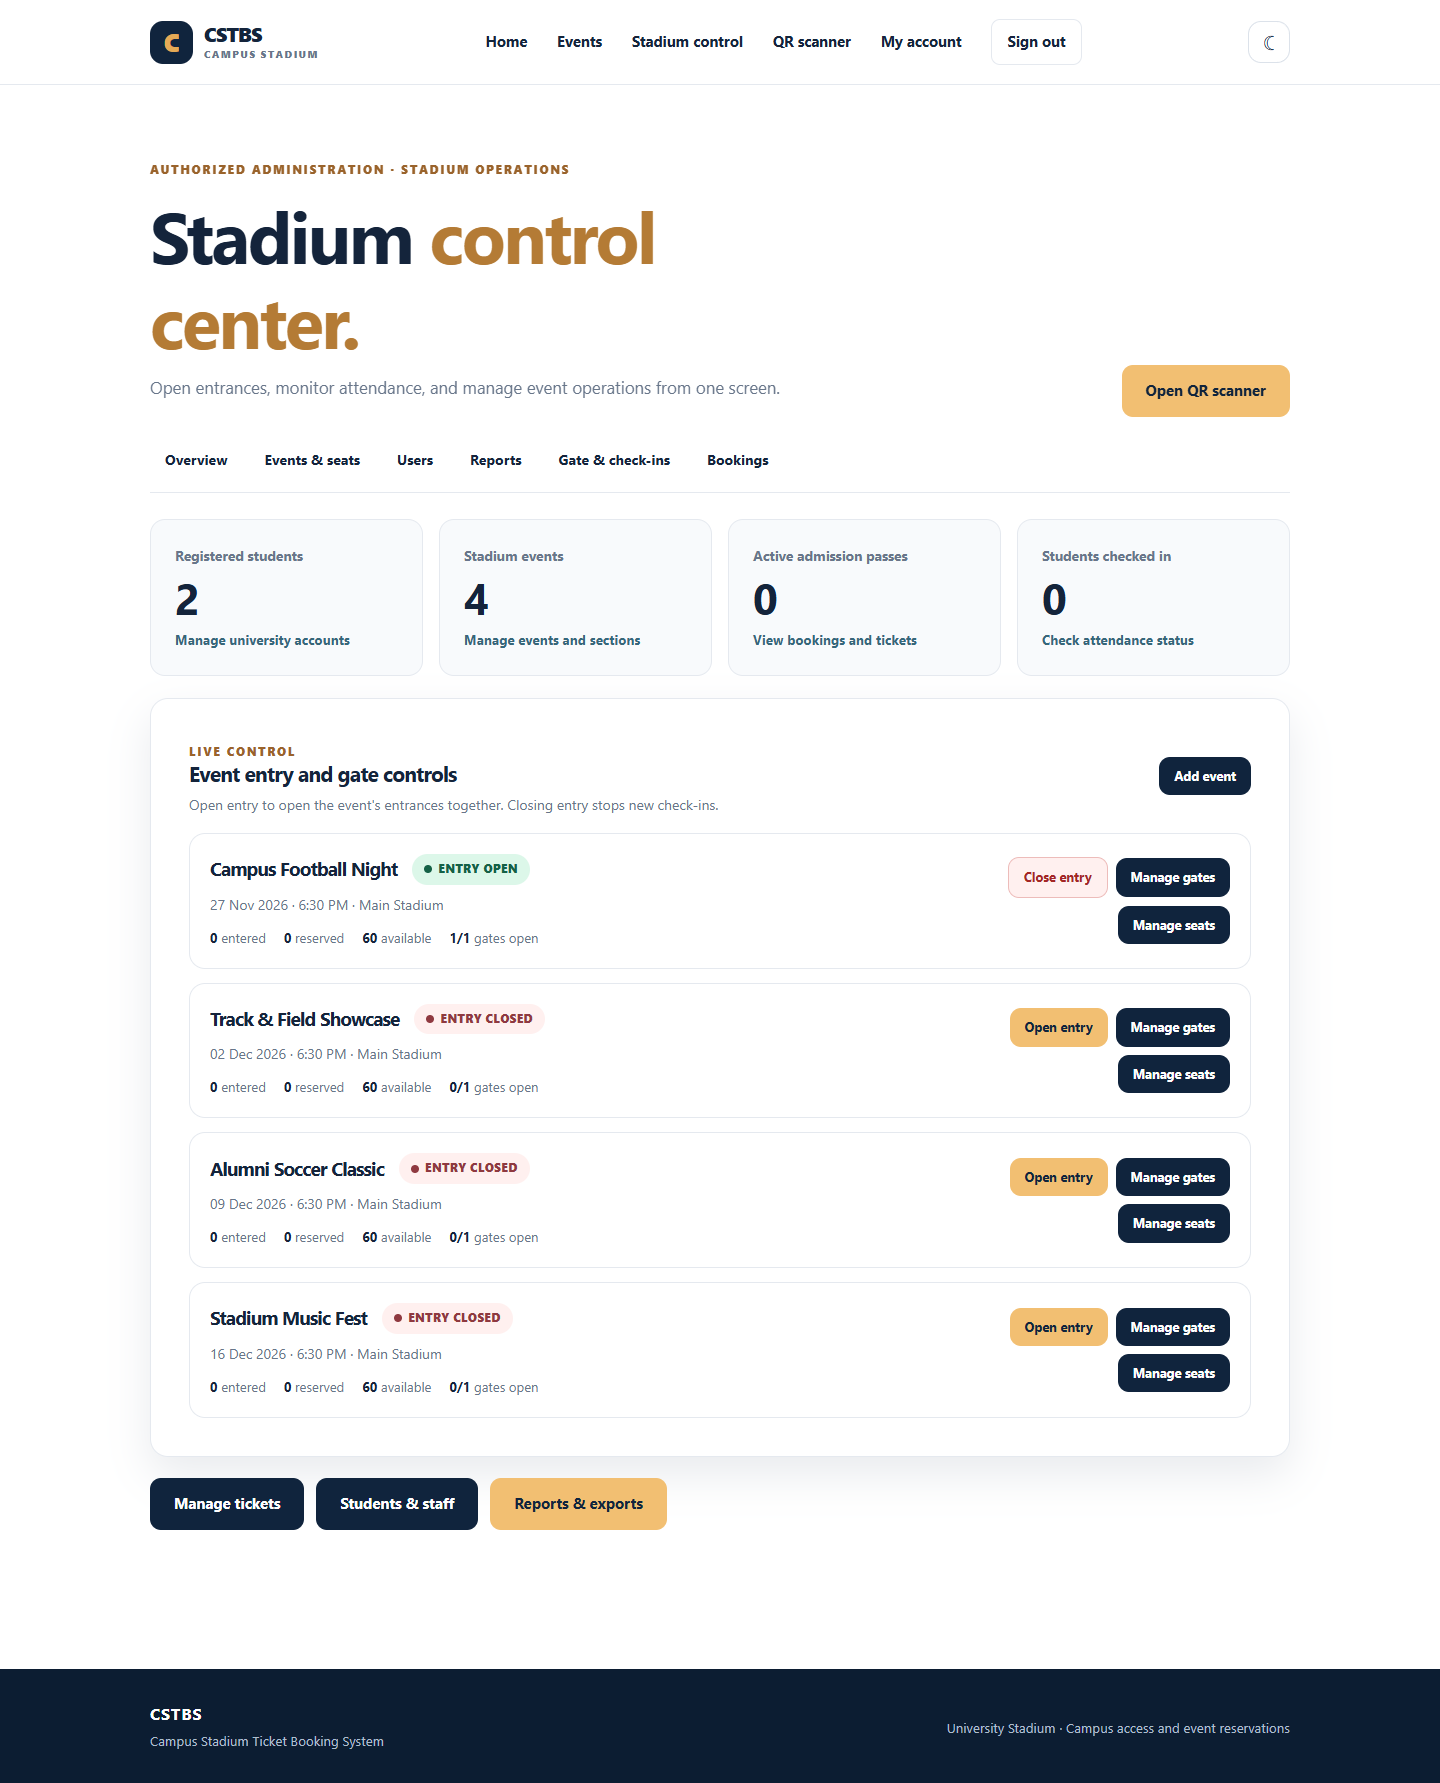 C
CSTBS
CAMPUS STADIUM
Home
Events
Stadium control
QR scanner
My account
Sign out
AUTHORIZED ADMINISTRATION · STADIUM OPERATIONS
Stadium control
center.
Open entrances, monitor attendance, and manage event operations from one screen.
Open QR scanner
Overview
Events & seats
Users
Reports
Gate & check-ins
Bookings
Registered students
2
Manage university accounts
Stadium events
4
Manage events and sections
Active admission passes
0
View bookings and tickets
Students checked in
0
Check attendance status
LIVE CONTROL
Event entry and gate controls
Open entry to open the event's entrances together. Closing entry stops new check-ins.
Add event
Campus Football Night
ENTRY OPEN
27 Nov 2026 · 6:30 PM · Main Stadium
0 entered 0 reserved 60 available 1/1 gates open
Close entry
Manage gates
Manage seats
Track & Field Showcase
ENTRY CLOSED
02 Dec 2026 · 6:30 PM · Main Stadium
0 entered 0 reserved 60 available 0/1 gates open
Open entry
Manage gates
Manage seats
Alumni Soccer Classic
ENTRY CLOSED
09 Dec 2026 · 6:30 PM · Main Stadium
0 entered 0 reserved 60 available 0/1 gates open
Open entry
Manage gates
Manage seats
Stadium Music Fest
ENTRY CLOSED
16 Dec 2026 · 6:30 PM · Main Stadium
0 entered 0 reserved 60 available 0/1 gates open
Open entry
Manage gates
Manage seats
Manage tickets
Students & staff
Reports & exports
CSTBS
Campus Stadium Ticket Booking System
University Stadium · Campus access and event reservations